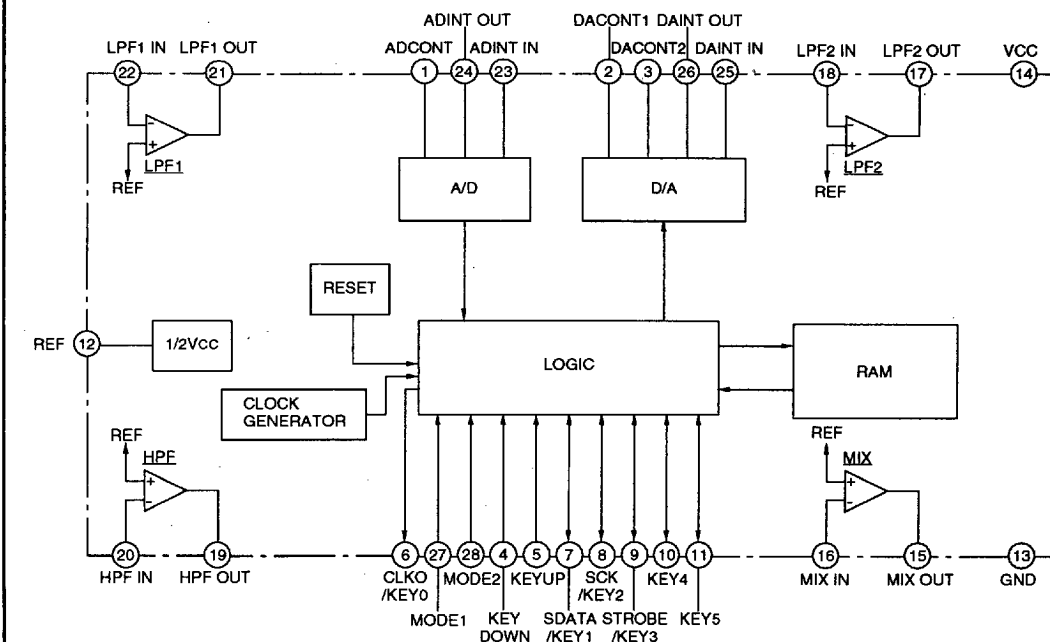 ADINT OUT
DACONT1 DAINT OUT
LPF1 IN LPF1 OUT
ADCONT ADINT IN
DACONT2 DAINT IN
LPF2 IN LPF2 OUT
VCC
22 21 1 24 23 2 3 26 25 18 17 14
- +
LPF1
REF
A/D
D/A
- +
LPF2
REF
RESET
REF 12
1/2VCC
LOGIC
RAM
CLOCK
GENERATOR
REF
HPF
+ -
REF
MIX
+ -
20 19 6 27 28 4 5 7 8 9 10 11 16 15 13
HPF IN HPF OUT
CLKO
/KEY0
MODE2
KEYUP
SCK
/KEY2
KEY4
MIX IN MIX OUT
GND
MODE1
KEY
DOWN
SDATA
/KEY1
STROBE
/KEY3
KEY5